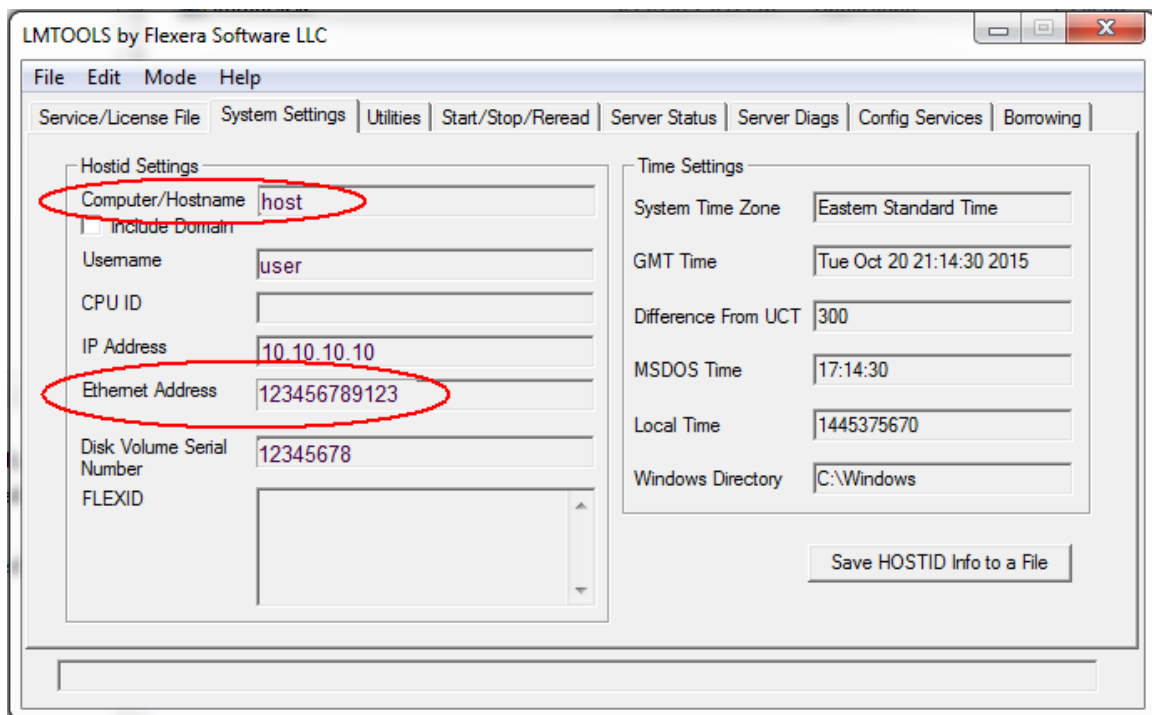 LMTOOLS by Flexera Software LLC
File Edit Mode Help
Service/License File System Settings Utilities Start/Stop/Reread Server Status Server Diags Config Services Borrowing
Hostid Settings
Computer/Hostname host
Include Domain
Username user
CPU ID
IP Address 10.10.10.10
Ethernet Address 123456789123
Disk Volume Serial
Number 12345678
FLEXID
Time Settings
System Time Zone Eastern Standard Time
GMT Time Tue Oct 20 21:14:30 2015
Difference From UCT 300
MSDOS Time 17:14:30
Local Time 1445375670
Windows Directory C:\Windows
Save HOSTID Info to a File